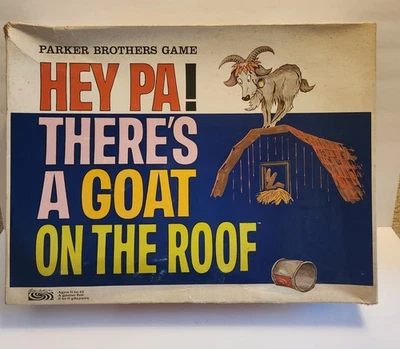 PARKER BROTHERS GAME
HEY PA!
THERE'S
A GOAT
ON THE ROOF